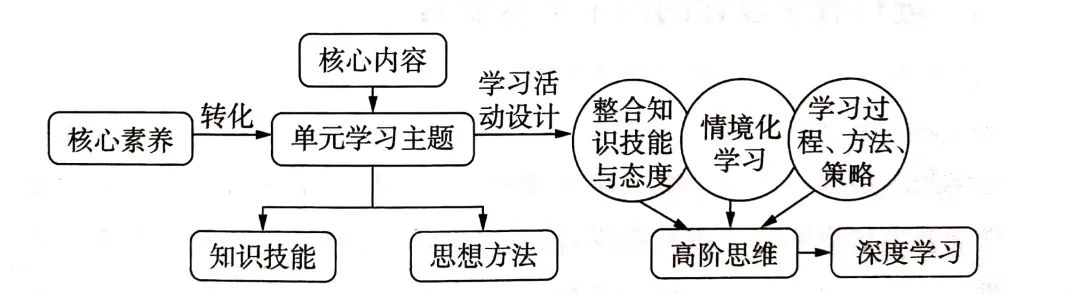 核心内容
核心素养
转化
单元学习主题
学习活
动设计
整合知
识技能
与态度
情境化
学习
学习过
程、方法、
策略
知识技能
思想方法
高阶思维
深度学习